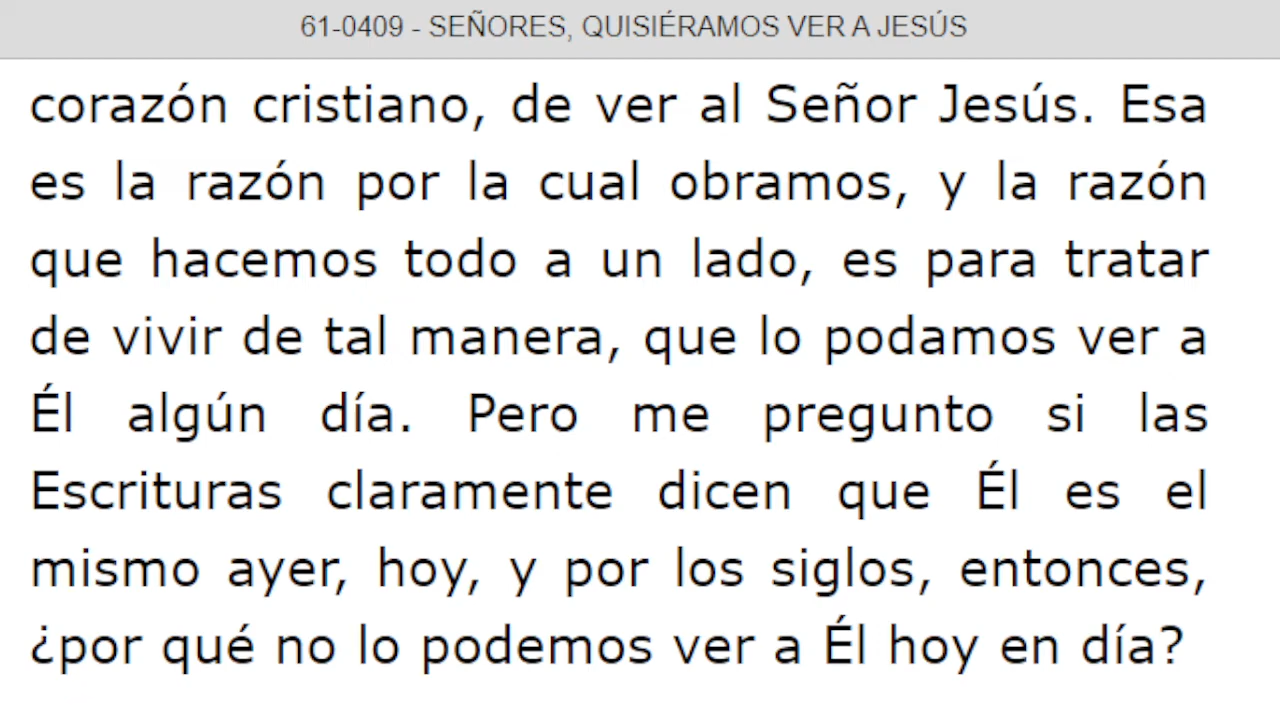 61-0409 - SEÑORES, QUISIÉRAMOS VER A JESÚS
corazón cristiano, de ver al Señor Jesús. Esa
es la razón por la cual obramos, y la razón
que hacemos todo a un lado, es para tratar
de vivir de tal manera, que lo podamos ver a
Él algún día. Pero me pregunto si las
Escrituras claramente dicen que Él es el
mismo ayer, hoy, y por los siglos, entonces,
¿por qué no lo podemos ver a Él hoy en día?